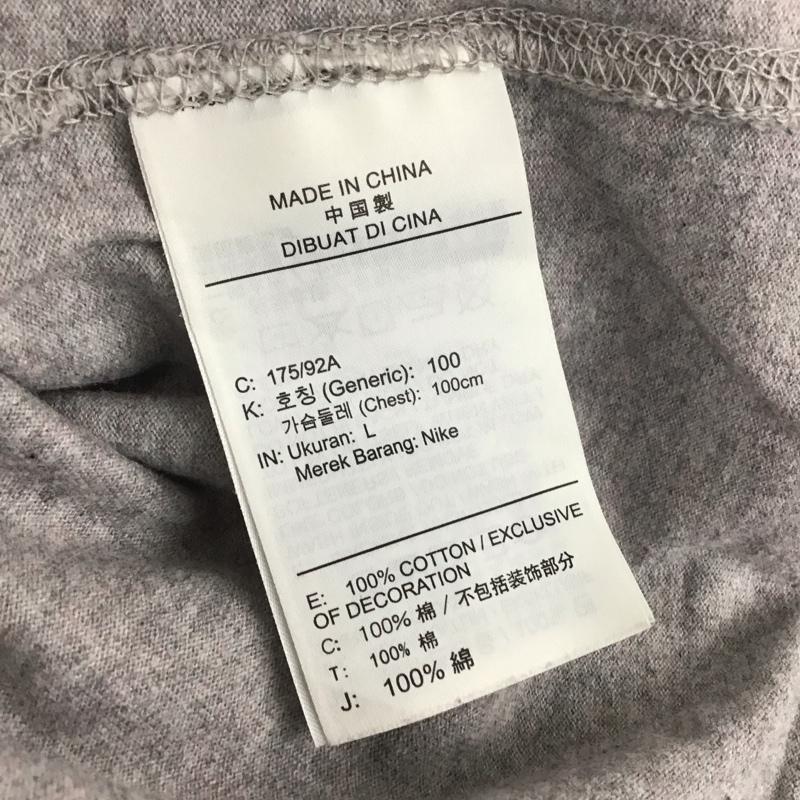 MADE IN CHINA
中国製
DIBUAT DI CINA
C: 175/92A
K: 호칭 (Generic): 100
가슴둘레 (Chest): 100cm
IN: Ukuran: L
Merek Barang: Nike
E: 100% COTTON / EXCLUSIVE
OF DECORATION
C: 100% 棉 / 不包括装饰部分
T: 100% 棉
J: 100% 綿